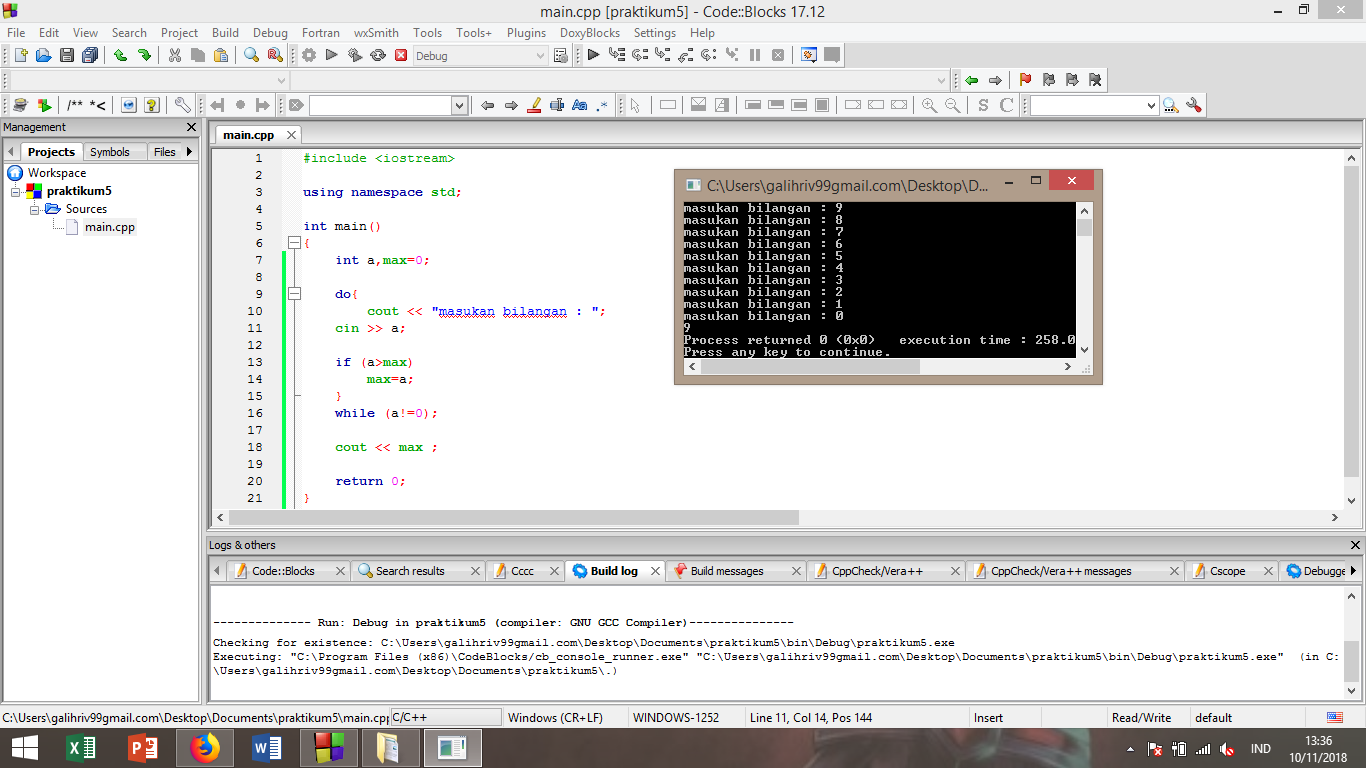 main.cpp [praktikum5] - Code::Blocks 17.12
File Edit View Search Project Build Debug Fortran wxSmith Tools Tools+ Plugins DoxyBlocks Settings Help
Debug
/** *<
S C
Management
Projects Symbols Files
Workspace
praktikum5
Sources
main.cpp
main.cpp
1 #include <iostream>
2
3 using namespace std;
4
5 int main()
6 {
7 int a,max=0;
8
9 do{
10 cout << "masukan bilangan : ";
11 cin >> a;
12
13 if (a>max)
14 max=a;
15 }
16 while (a!=0);
17
18 cout << max ;
19
20 return 0;
21 }
C:\Users\galihriv99gmail.com\Desktop\D...
masukan bilangan : 9
masukan bilangan : 8
masukan bilangan : 7
masukan bilangan : 6
masukan bilangan : 5
masukan bilangan : 4
masukan bilangan : 3
masukan bilangan : 2
masukan bilangan : 1
masukan bilangan : 0
9
Process returned 0 (0x0) execution time : 258.0
Press any key to continue.
Logs & others
Code::Blocks Search results Cccc Build log Build messages CppCheck/Vera++ CppCheck/Vera++ messages Cscope Debugge
-------------- Run: Debug in praktikum5 (compiler: GNU GCC Compiler)---------------
Checking for existence: C:\Users\galihriv99gmail.com\Desktop\Documents\praktikum5\bin\Debug\praktikum5.exe
Executing: "C:\Program Files (x86)\CodeBlocks/cb_console_runner.exe" "C:\Users\galihriv99gmail.com\Desktop\Documents\praktikum5\bin\Debug\praktikum5.exe" (in C:
\Users\galihriv99gmail.com\Desktop\Documents\praktikum5\.)
C:\Users\galihriv99gmail.com\Desktop\Documents\praktikum5\main.cpp C/C++ Windows (CR+LF) WINDOWS-1252 Line 11, Col 14, Pos 144 Insert Read/Write default
IND
13:36
10/11/2018